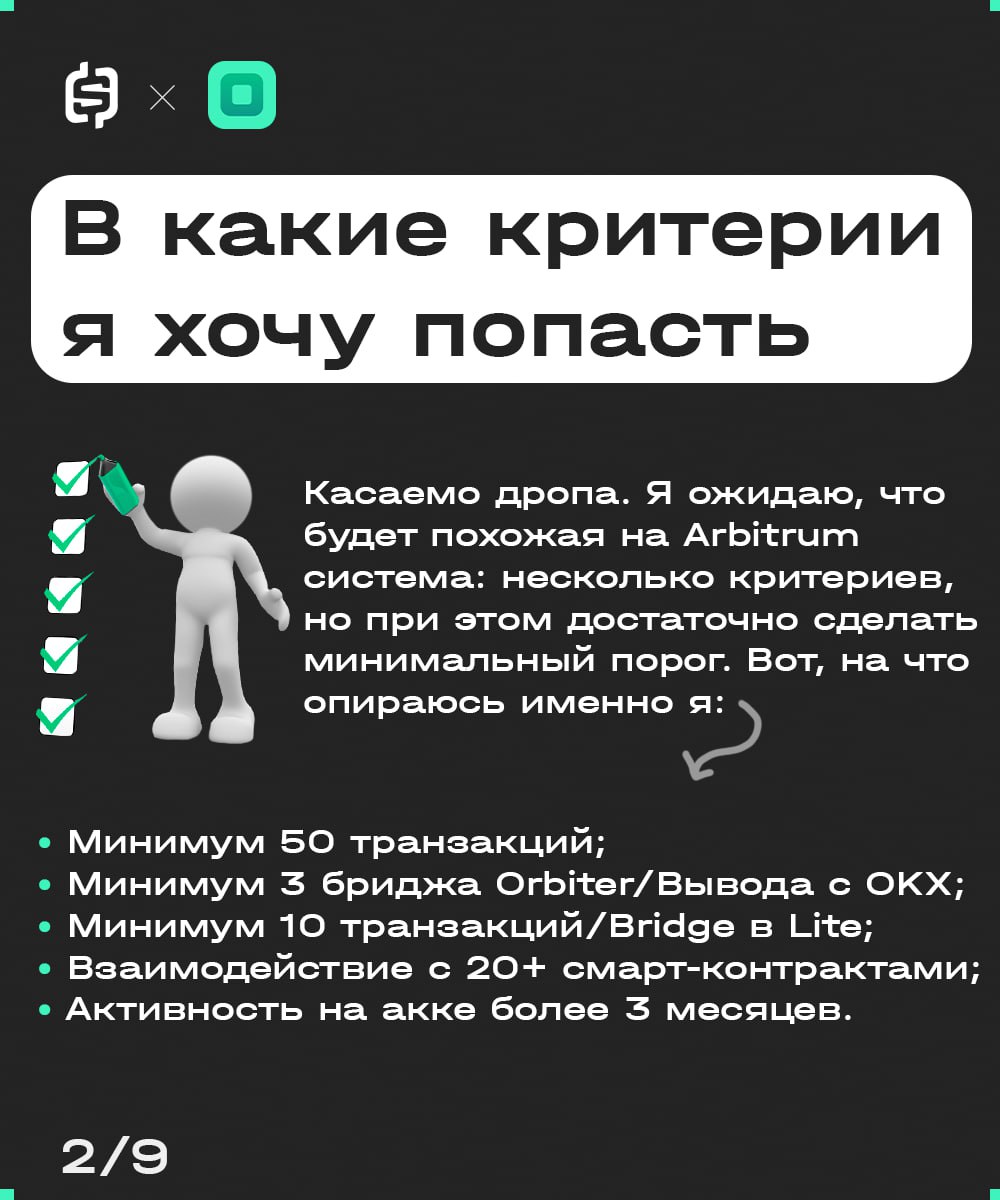 В какие критерии
я хочу попасть
Касаемо дропа. Я ожидаю, что
будет похожая на Arbitrum
система: несколько критериев,
но при этом достаточно сделать
минимальный порог. Вот, на что
опираюсь именно я:
• Минимум 50 транзакций;
• Минимум 3 бриджа Orbiter/Вывода с OKX;
• Минимум 10 транзакций/Bridge в Lite;
• Взаимодействие с 20+ смарт-контрактами;
• Активность на акке более 3 месяцев.
2/9